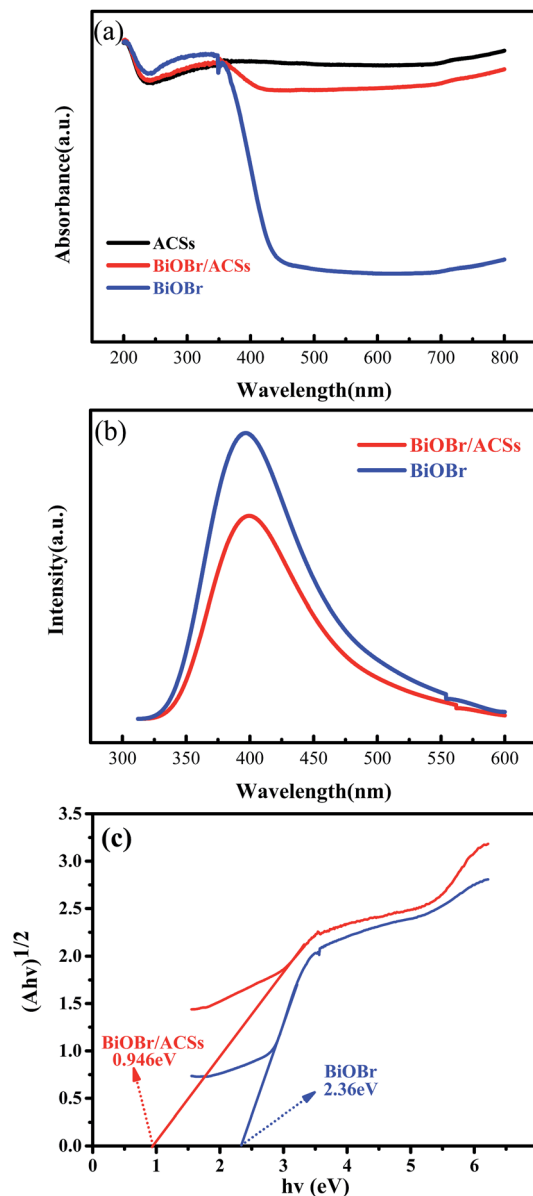 (a)
Absorbance(a.u.)
ACSs
BiOBr/ACSs
BiOBr
200 300 400 500 600 700 800
Wavelength(nm)
(b)
BiOBr/ACSs
BiOBr
Intensity(a.u.)
300 350 400 450 500 550 600
Wavelength(nm)
(c)
3.5
3.0
2.5
2.0
1.5
1.0
0.5
0.0
(Ahv)1/2
BiOBr/ACSs
0.946eV
BiOBr
2.36eV
0 1 2 3 4 5 6
hv (eV)